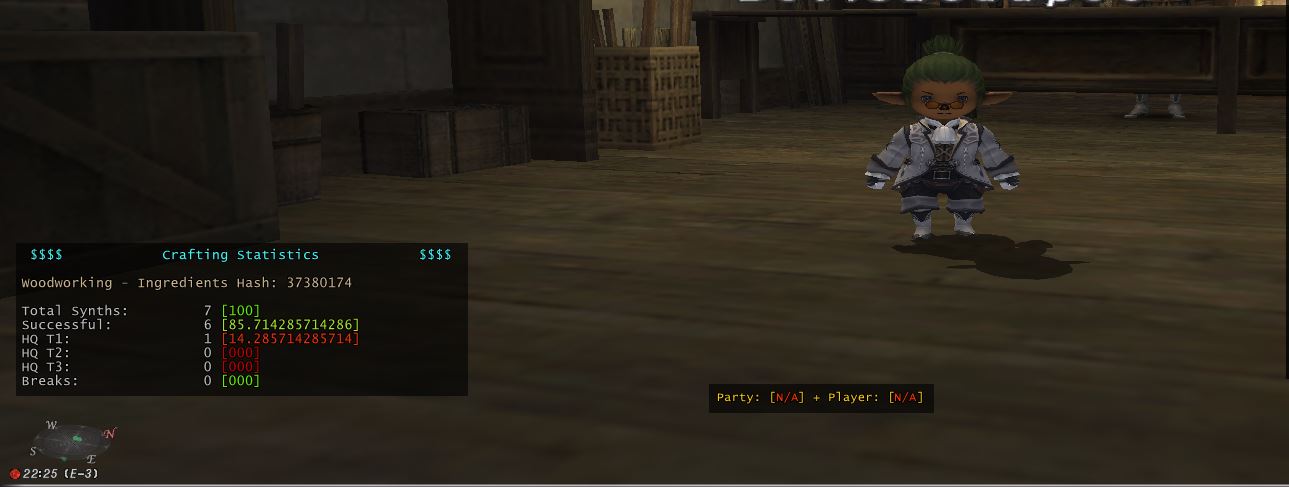 $$$$ Crafting Statistics $$$$
Woodworking - Ingredients Hash: 37380174
Total Synths: 7 [100]
Successful: 6 [85.714285714286]
HQ T1: 1 [14.285714285714]
HQ T2: 0 [000]
HQ T3: 0 [000]
Breaks: 0 [000]
Party: [N/A] + Player: [N/A]
W N
S E
22:25 (E-3)